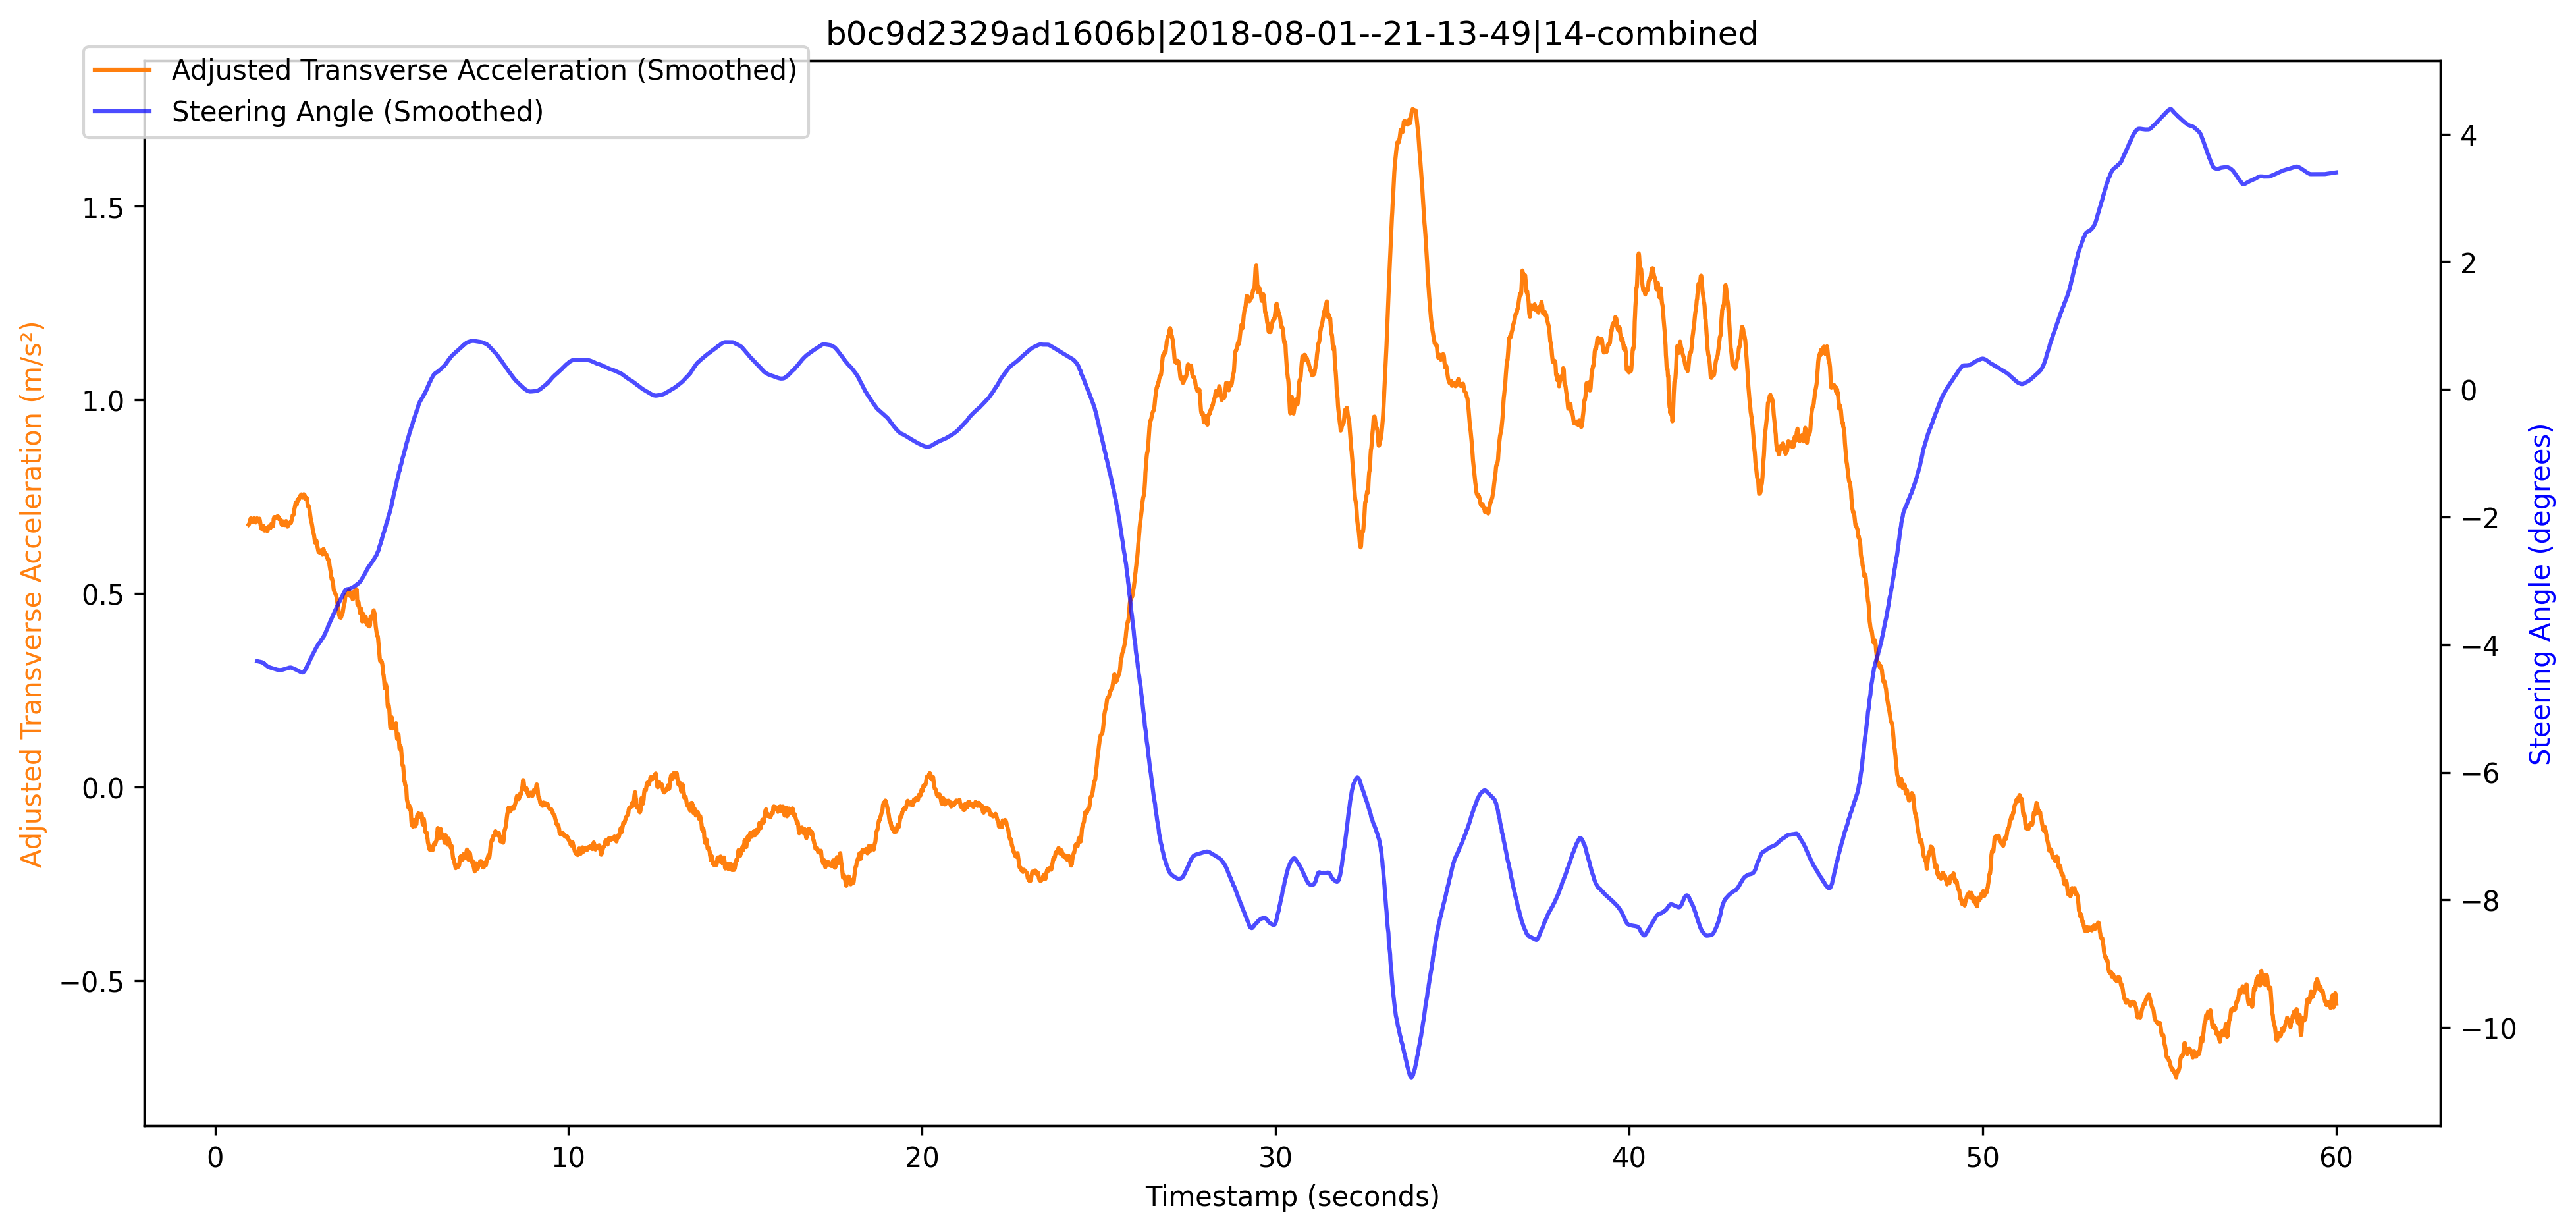 b0c9d2329ad1606b|2018-08-01--21-13-49|14-combined
Adjusted Transverse Acceleration (Smoothed)
Steering Angle (Smoothed)
Adjusted Transverse Acceleration (m/s²)
1.5
1.0
0.5
0.0
−0.5
4
2
0
−2
−4
−6
−8
−10
Steering Angle (degrees)
0 10 20 30 40 50 60
Timestamp (seconds)